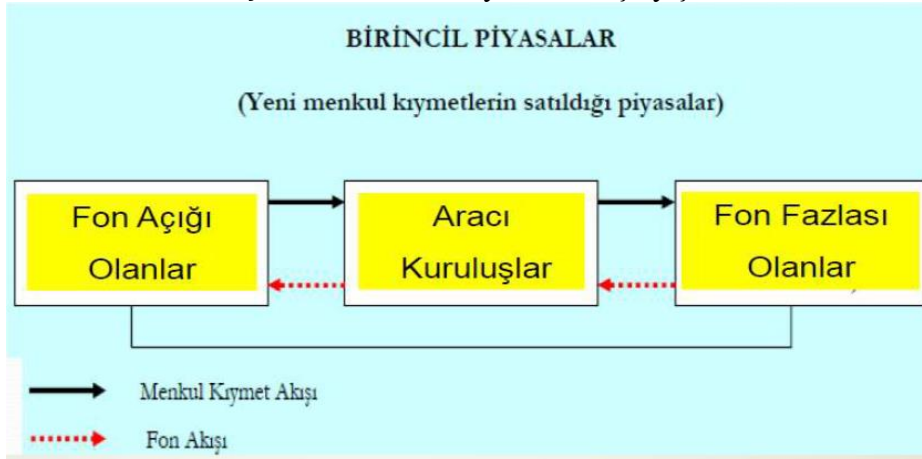 BİRİNCİL PİYASALAR
(Yeni menkul kıymetlerin satıldığı piyasalar)
Fon Açığı
Olanlar
Aracı
Kuruluşlar
Fon Fazlası
Olanlar
Menkul Kıymet Akışı
Fon Akışı